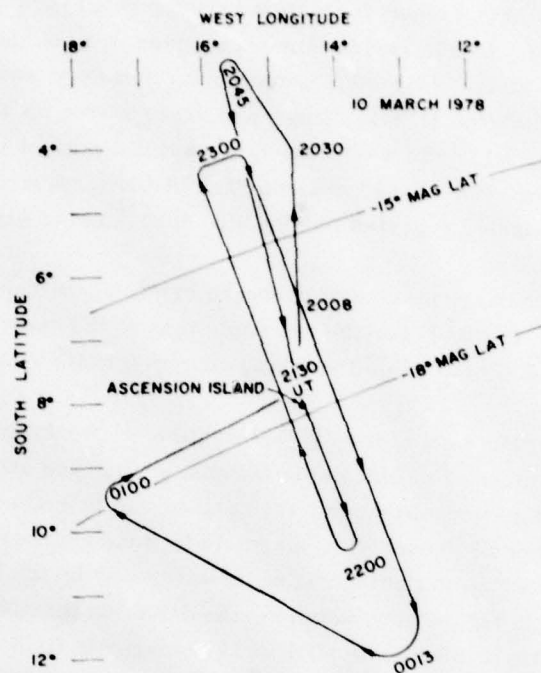 WEST LONGITUDE
18° 16° 14° 12°
10 MARCH 1978
2045
2300
2030
4°
-15° MAG LAT
6°
2008
SOUTH LATITUDE
2130
UT
-18° MAG LAT
ASCENSION ISLAND
8°
0100
10°
2200
0013
12°